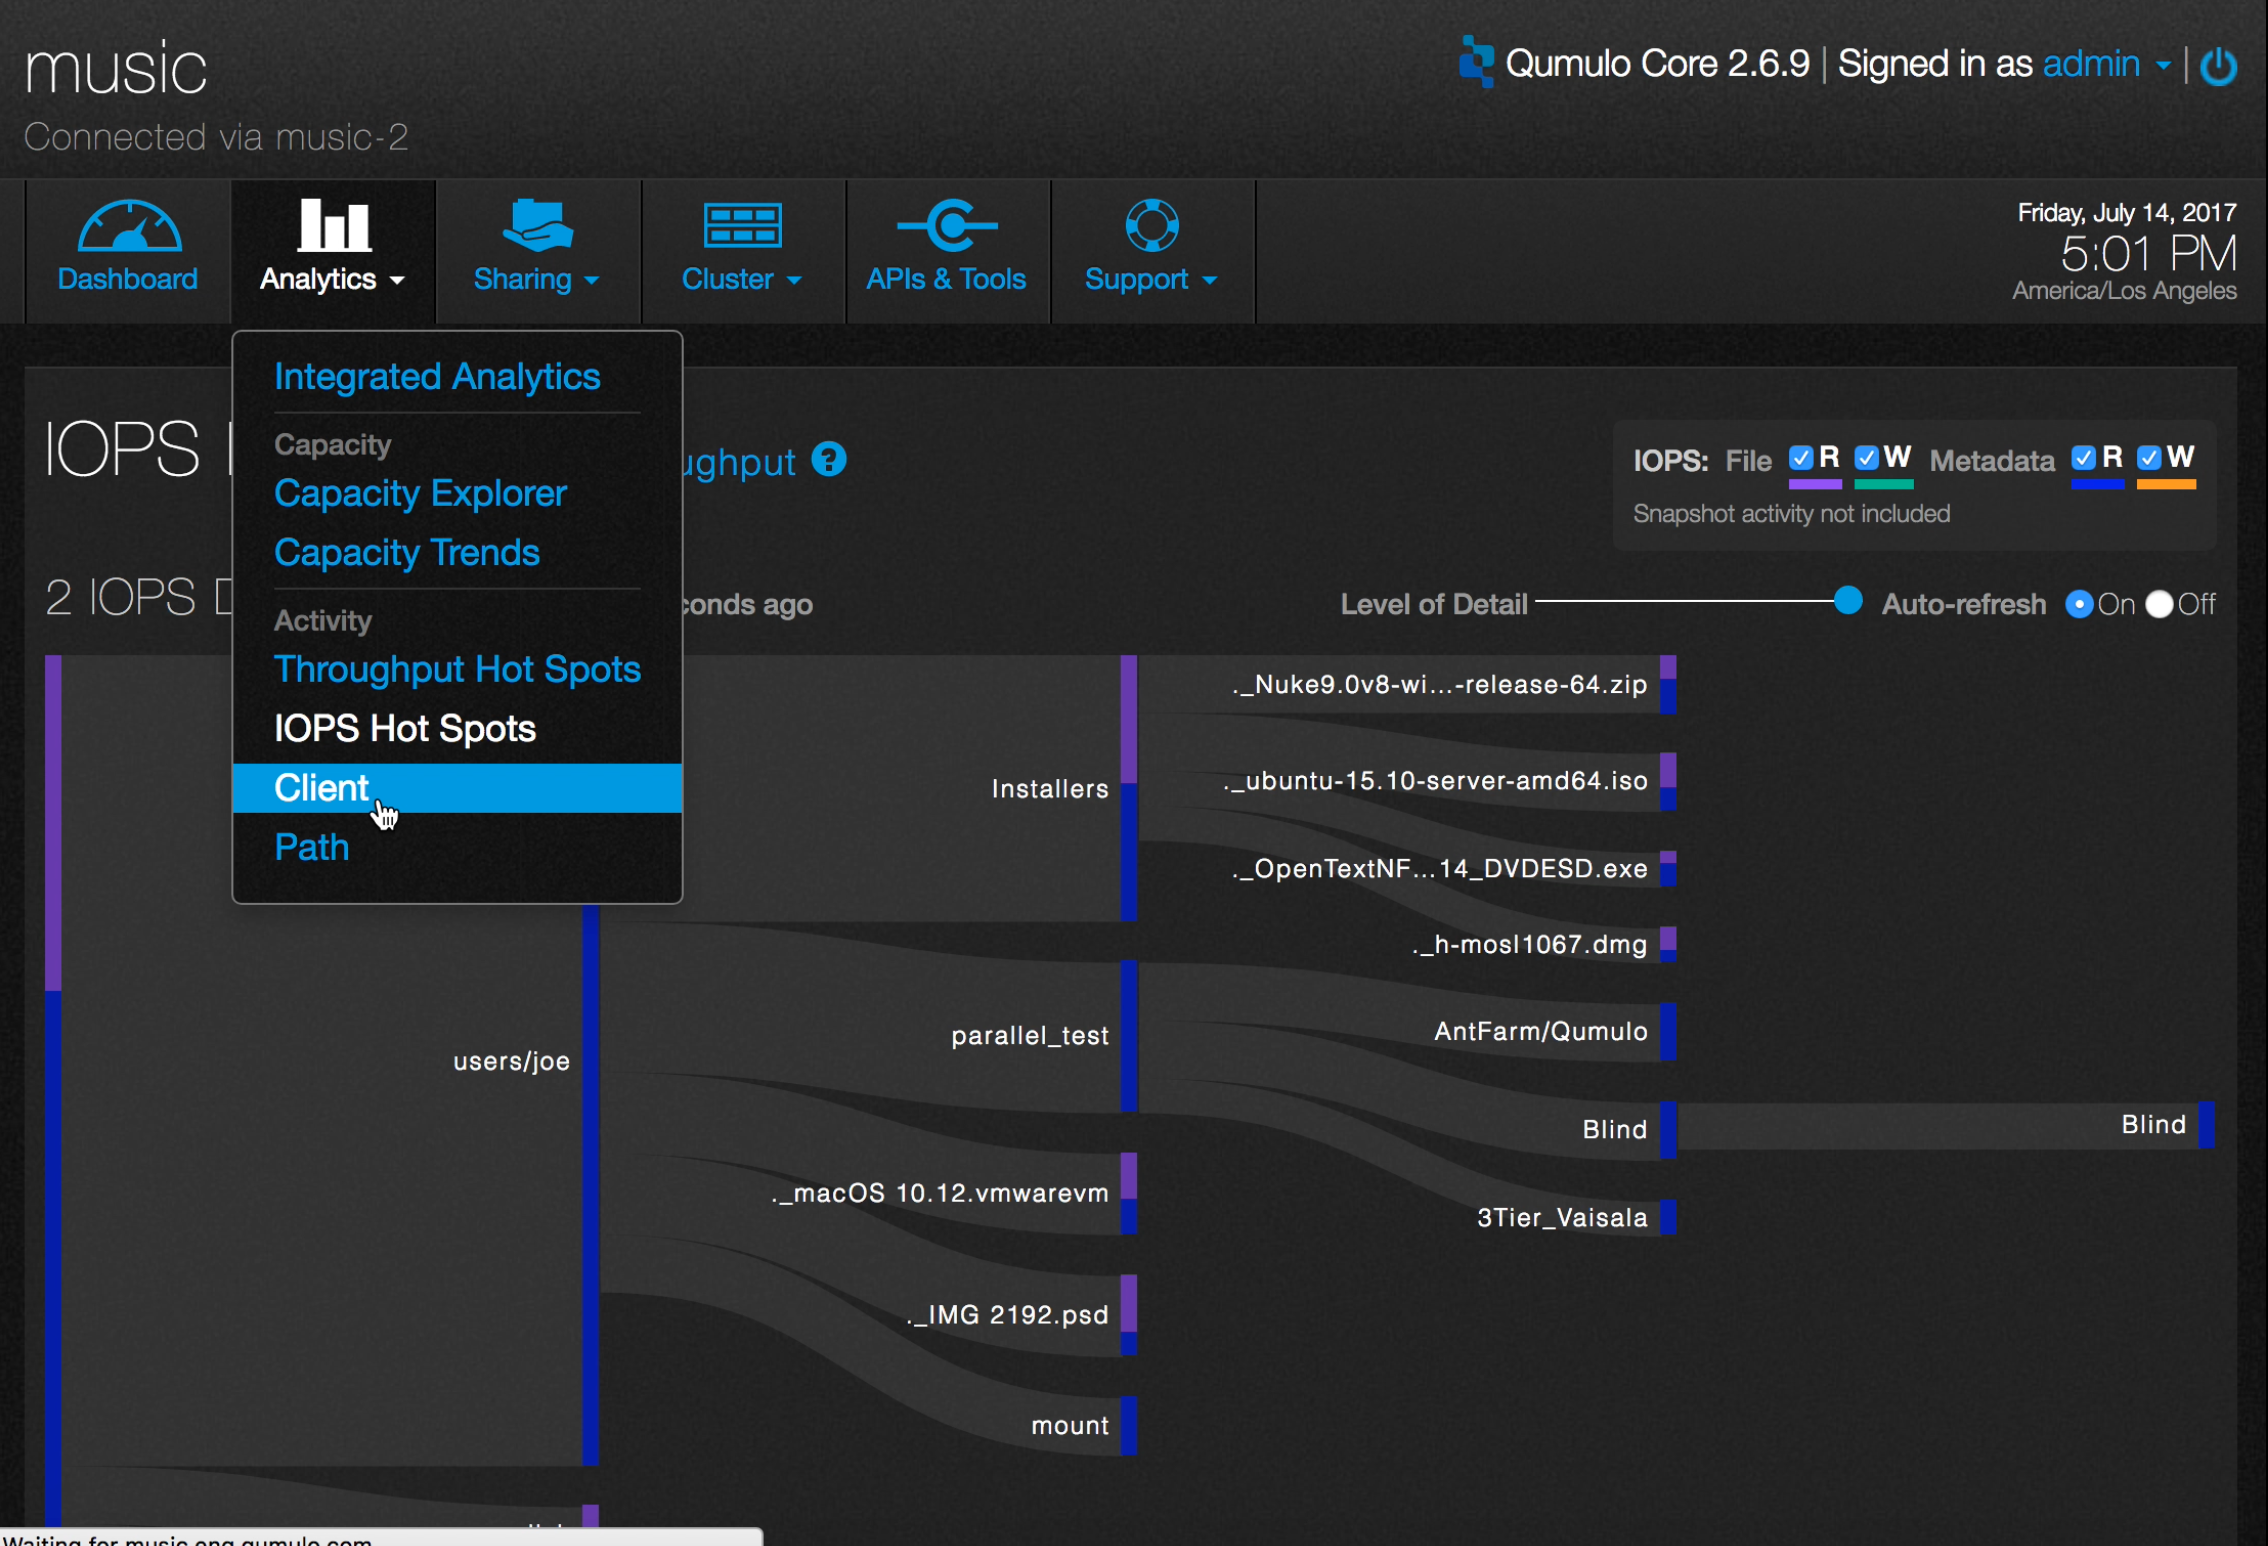 music
Connected via music-2
Qumulo Core 2.6.9 | Signed in as admin
Dashboard
Analytics
Sharing
Cluster
APIs & Tools
Support
Friday, July 14, 2017
5:01 PM
America/Los Angeles
Integrated Analytics
Capacity
Capacity Explorer
Capacity Trends
Activity
Throughput Hot Spots
IOPS Hot Spots
Client
Path
IOPS
ughput ?
IOPS: File R W Metadata R W
Snapshot activity not included
2 IOPS
conds ago
Level of Detail
Auto-refresh On Off
._Nuke9.0v8-wi...-release-64.zip
Installers
._ubuntu-15.10-server-amd64.iso
._OpenTextNF...14_DVDESD.exe
._h-mosl1067.dmg
AntFarm/Qumulo
parallel_test
users/joe
Blind
Blind
._macOS 10.12.vmwarevm
3Tier_Vaisala
._IMG 2192.psd
mount
Waiting for music.eng.qumulo.com